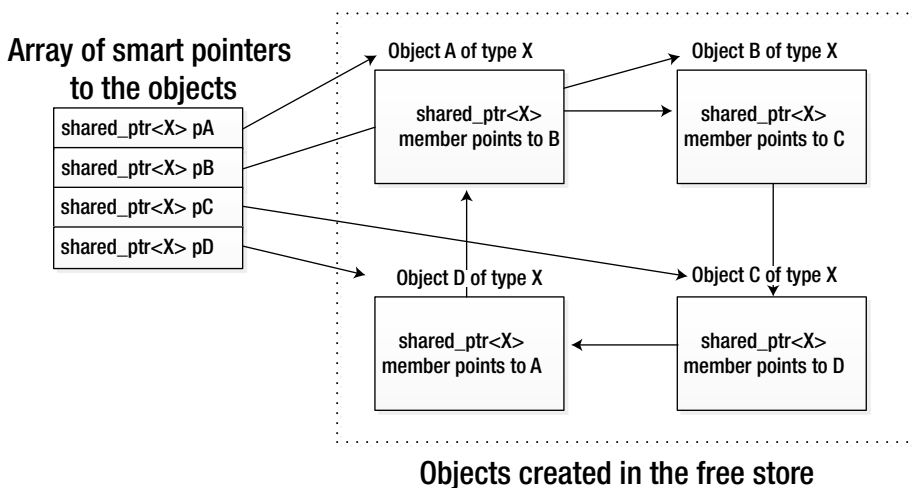 Array of smart pointers
to the objects
shared_ptr<X> pA
shared_ptr<X> pB
shared_ptr<X> pC
shared_ptr<X> pD
Object A of type X
shared_ptr<X>
member points to B
Object B of type X
shared_ptr<X>
member points to C
Object D of type X
shared_ptr<X>
member points to A
Object C of type X
shared_ptr<X>
member points to D
Objects created in the free store